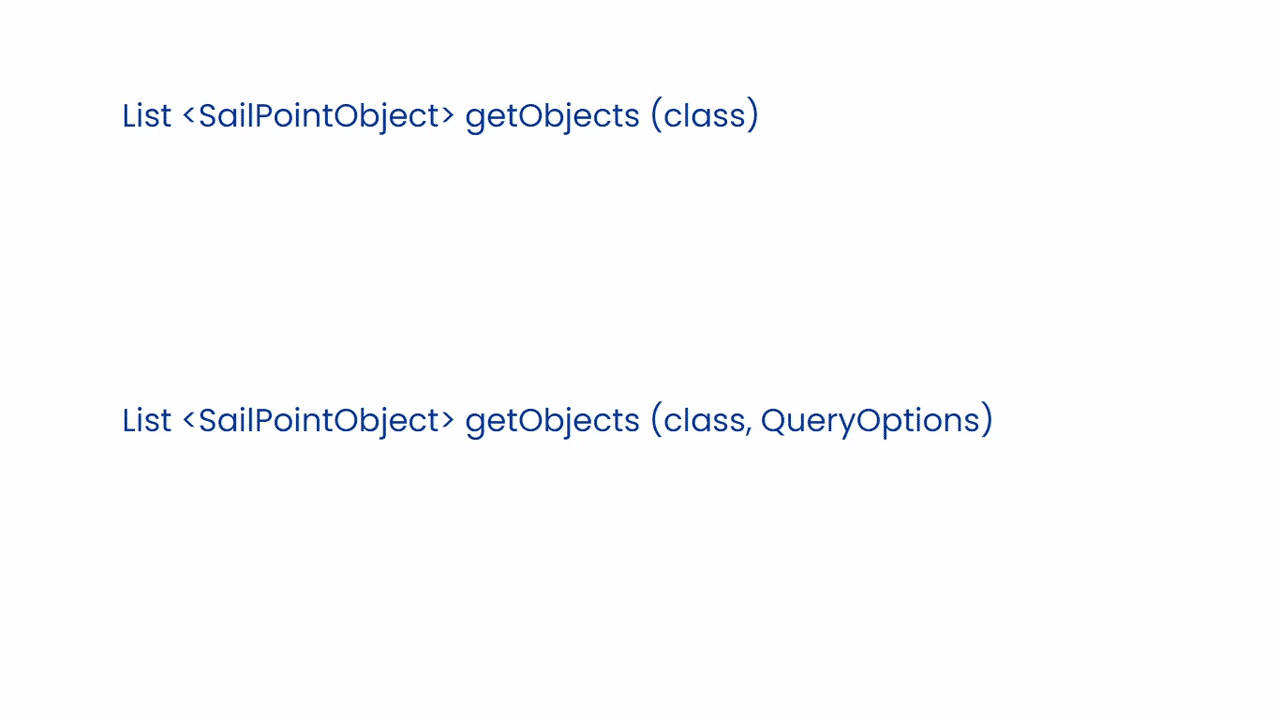 List <SailPointObject> getObjects (class)
List <SailPointObject> getObjects (class, QueryOptions)